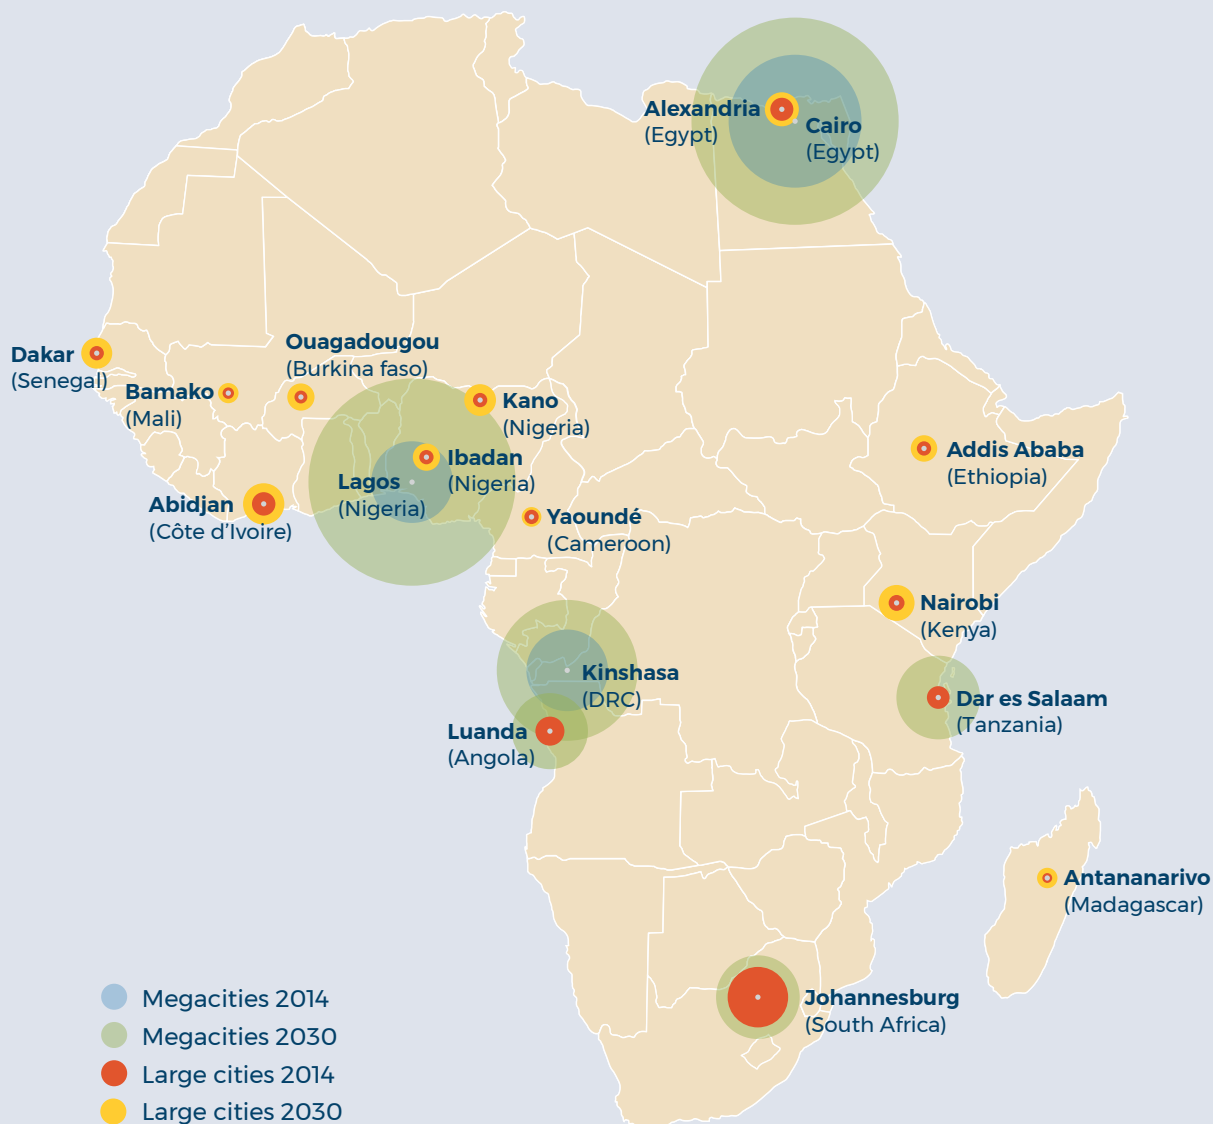 Alexandria
(Egypt)
Cairo
(Egypt)
Ouagadougou
(Burkina faso)
Dakar
(Senegal)
Bamako
(Mali)
Kano
(Nigeria)
Addis Ababa
(Ethiopia)
Ibadan
(Nigeria)
Lagos
(Nigeria)
Abidjan
(Côte d'Ivoire)
Yaoundé
(Cameroon)
Nairobi
(Kenya)
Kinshasa
(DRC)
Dar es Salaam
(Tanzania)
Luanda
(Angola)
Antananarivo
(Madagascar)
Johannesburg
(South Africa)
Megacities 2014
Megacities 2030
Large cities 2014
Large cities 2030